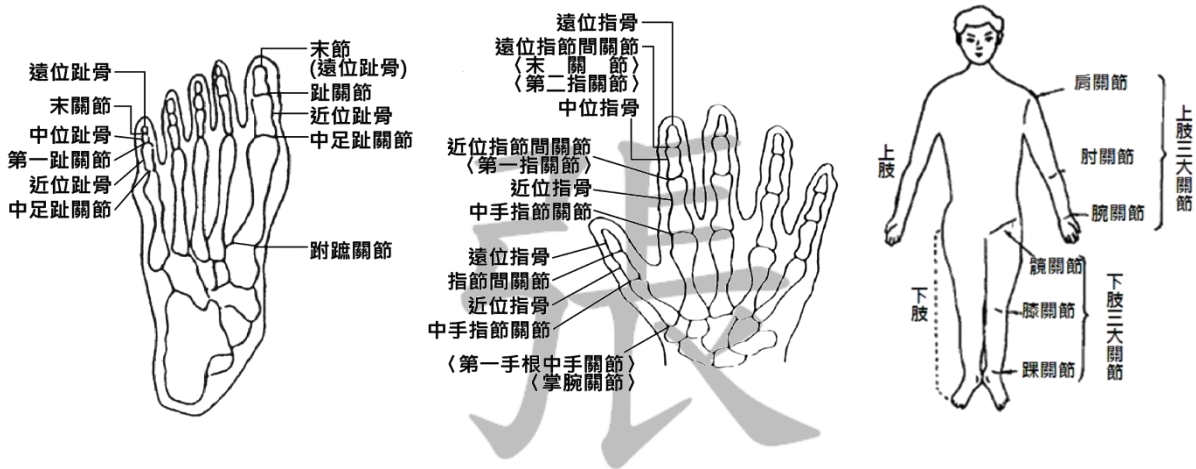 遠位趾骨
末關節
中位趾骨
第一趾關節
近位趾骨
中足趾關節
末節
(遠位趾骨)
趾關節
近位趾骨
中足趾關節
跗蹠關節
遠位指骨
遠位指節間關節
〈末關節〉
〈第二指關節〉
中位指骨
近位指節間關節
〈第一指關節〉
近位指骨
中手指節關節
遠位指骨
指節間關節
近位指骨
中手指節關節
〈第一手根中手關節〉
〈掌腕關節〉
張
上肢
肩關節
肘關節
腕關節
上肢三大關節
下肢
髖關節
膝關節
踝關節
下肢三大關節